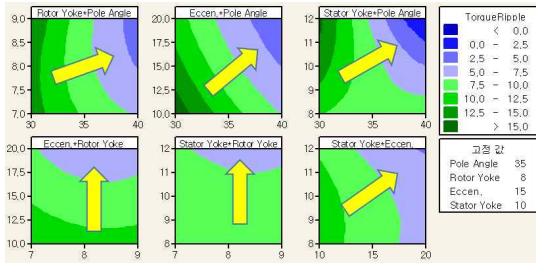 Rotor Yoke*Pole Angle
9,0
8,5
8,0
7,5
7,0
30 35 40
Eccen,*Pole Angle
20,0
17,5
15,0
12,5
10,0
30 35 40
Stator Yoke*Pole Angle
12
11
10
9
8
30 35 40
TorqueRipple
< 0,0
0,0 - 2,5
2,5 - 5,0
5,0 - 7,5
7,5 - 10,0
10,0 - 12,5
12,5 - 15,0
> 15,0
Eccen,*Rotor Yoke
20,0
17,5
15,0
12,5
10,0
7 8 9
Stator Yoke*Rotor Yoke
12
11
10
9
8
7 8 9
Stator Yoke*Eccen,
12
11
10
9
8
10 15 20
고정 값
Pole Angle 35
Rotor Yoke 8
Eccen, 15
Stator Yoke 10